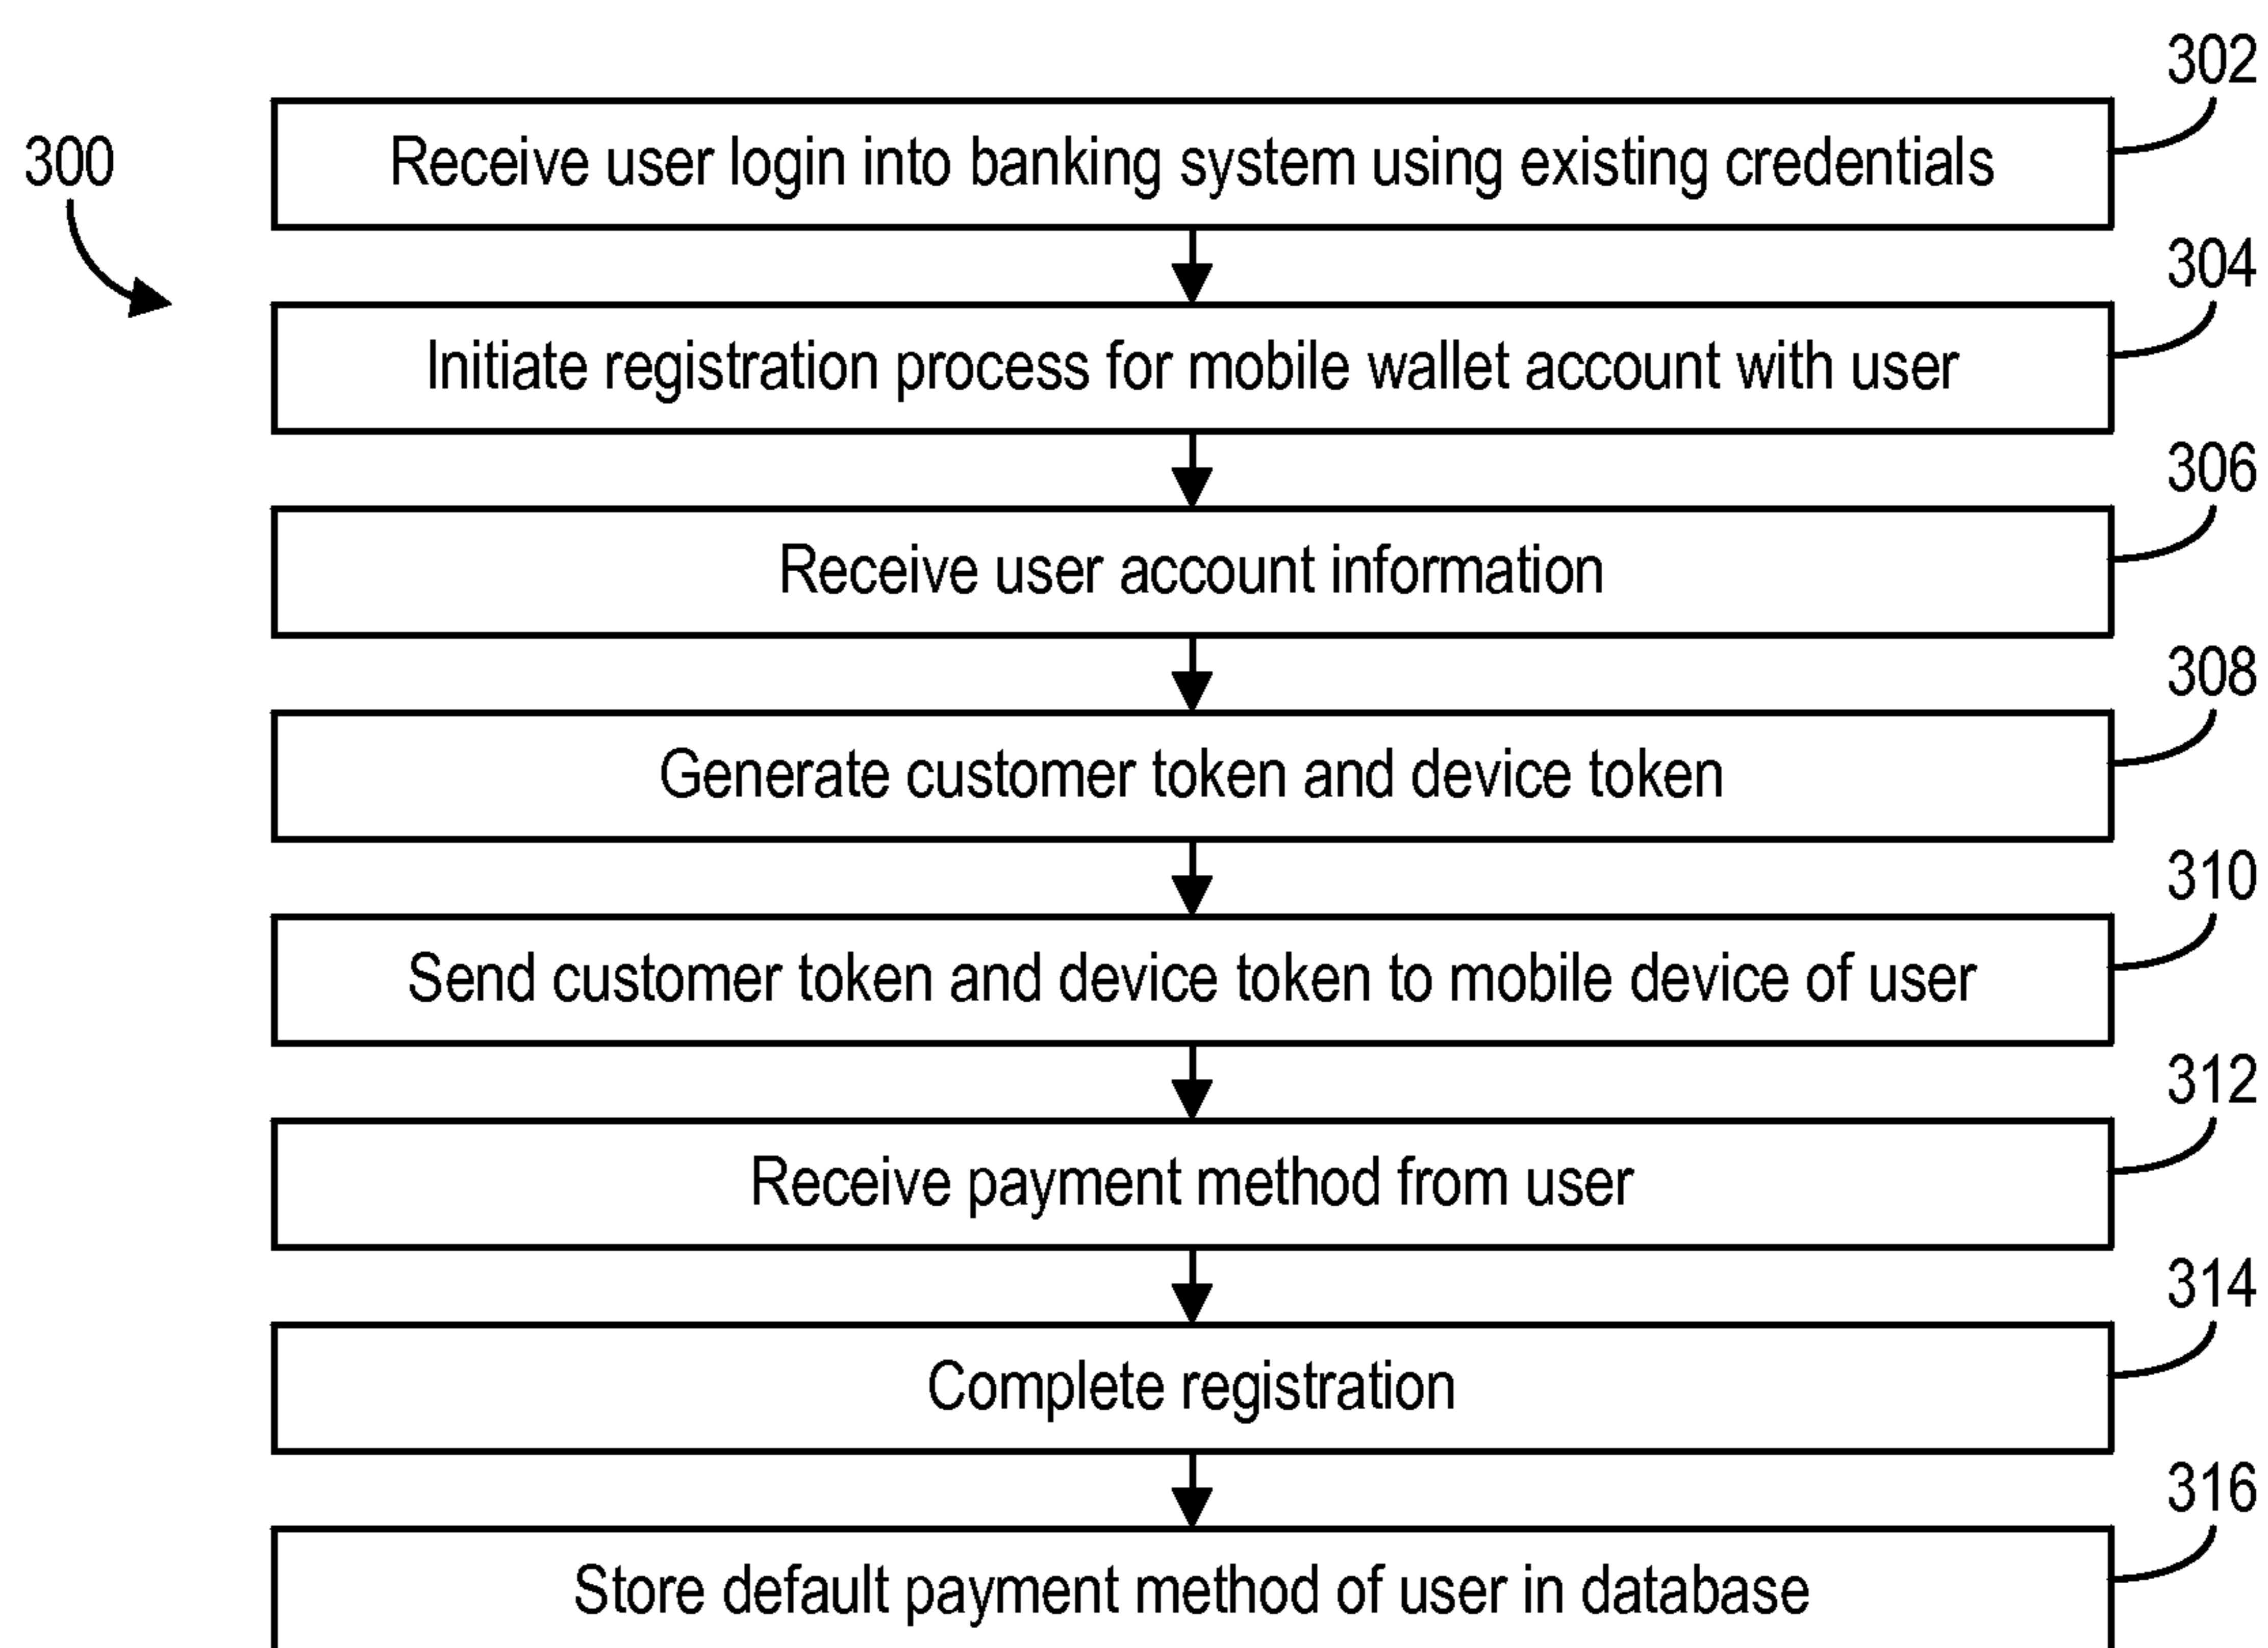 302
300
Receive user login into banking system using existing credentials
304
Initiate registration process for mobile wallet account with user
306
Receive user account information
308
Generate customer token and device token
310
Send customer token and device token to mobile device of user
312
Receive payment method from user
314
Complete registration
316
Store default payment method of user in database